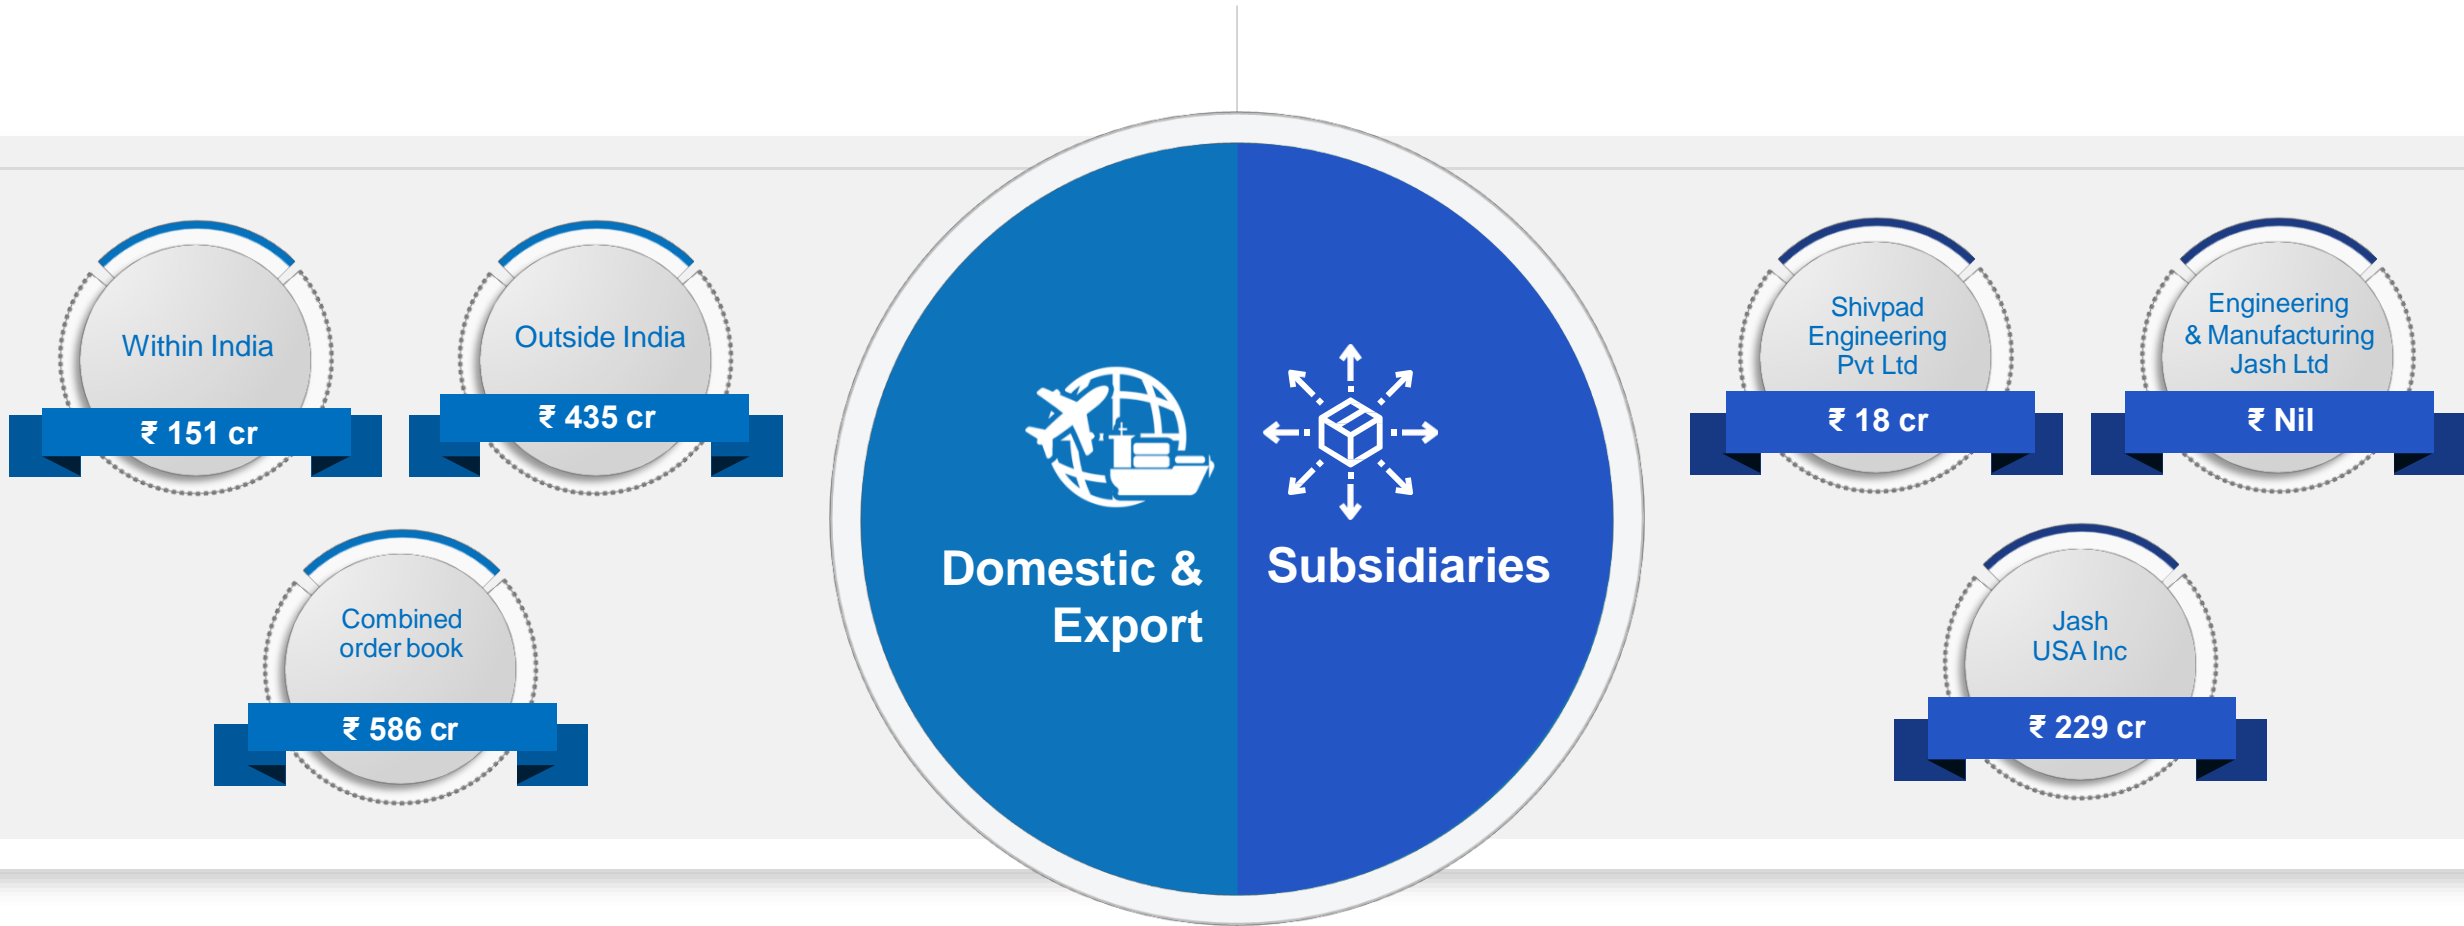 Within India
₹ 151 cr
Outside India
₹ 435 cr
Combined
order book
₹ 586 cr
Domestic &
Export
Subsidiaries
Shivpad
Engineering
Pvt Ltd
₹ 18 cr
Engineering
& Manufacturing
Jash Ltd
₹ Nil
Jash
USA Inc
₹ 229 cr